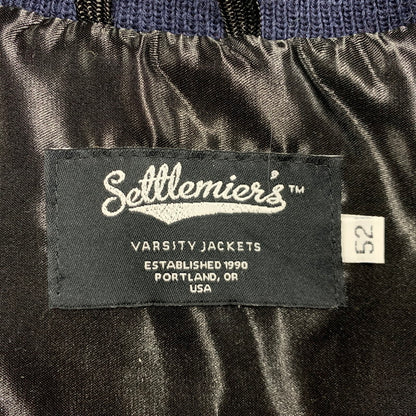 Settlemier's™
VARSITY JACKETS
ESTABLISHED 1990
PORTLAND, OR
USA
52